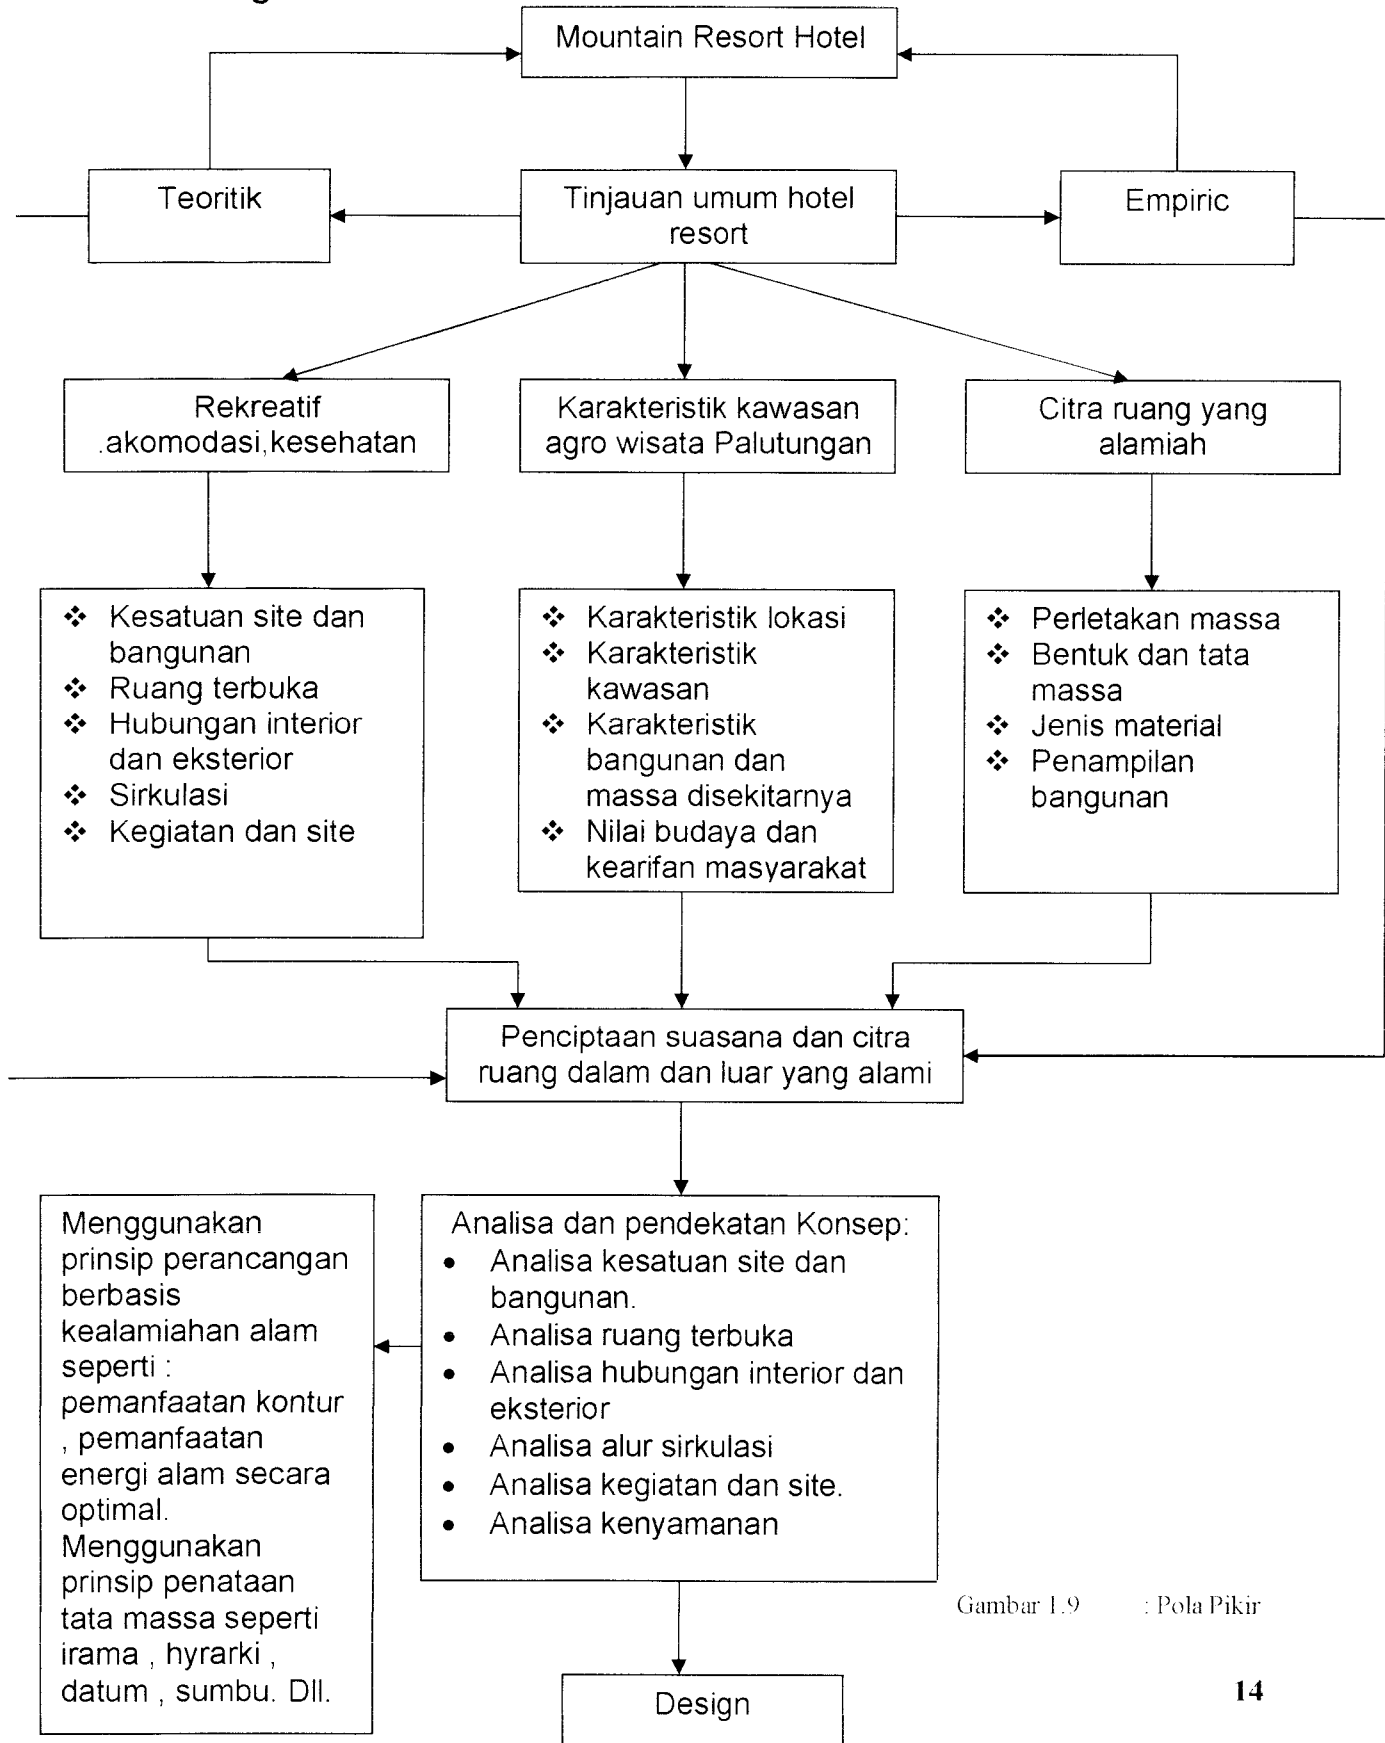 Mountain Resort Hotel
Teoritik
Tinjauan umum hotel
resort
Empiric
Rekreatif
.akomodasi,kesehatan
Karakteristik kawasan
agro wisata Palutungan
Citra ruang yang
alamiah
❖ Kesatuan site dan
bangunan
❖ Ruang terbuka
❖ Hubungan interior
dan eksterior
❖ Sirkulasi
❖ Kegiatan dan site
❖ Karakteristik lokasi
❖ Karakteristik
kawasan
❖ Karakteristik
bangunan dan
massa disekitarnya
❖ Nilai budaya dan
kearifan masyarakat
❖ Perletakan massa
❖ Bentuk dan tata
massa
❖ Jenis material
❖ Penampilan
bangunan
Penciptaan suasana dan citra
ruang dalam dan luar yang alami
Menggunakan
prinsip perancangan
berbasis
kealamiahan alam
seperti :
pemanfaatan kontur
, pemanfaatan
energi alam secara
optimal.
Menggunakan
prinsip penataan
tata massa seperti
irama , hyrarki ,
datum , sumbu. Dll.
Analisa dan pendekatan Konsep:
• Analisa kesatuan site dan
bangunan.
• Analisa ruang terbuka
• Analisa hubungan interior dan
eksterior
• Analisa alur sirkulasi
• Analisa kegiatan dan site.
• Analisa kenyamanan
Gambar 1.9 : Pola Pikir
Design
14